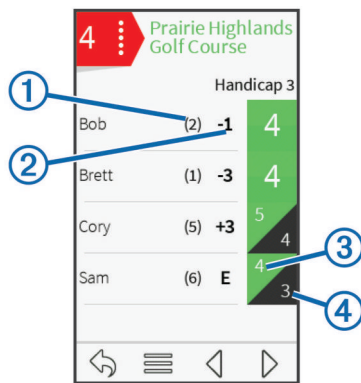 4 Prairie Highlands
Golf Course
Handicap 3
1
Bob (2) -1 4
2
Brett (1) -3 4
Cory (5) +3 5 4
3
Sam (6) E 4 3
4